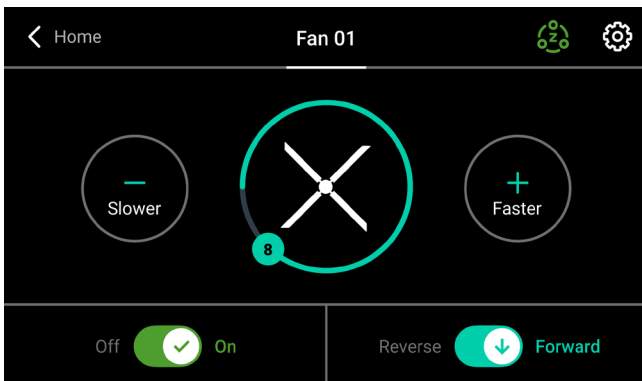 Home
Fan 01
z
Slower
8
Faster
Off
On
Reverse
Forward